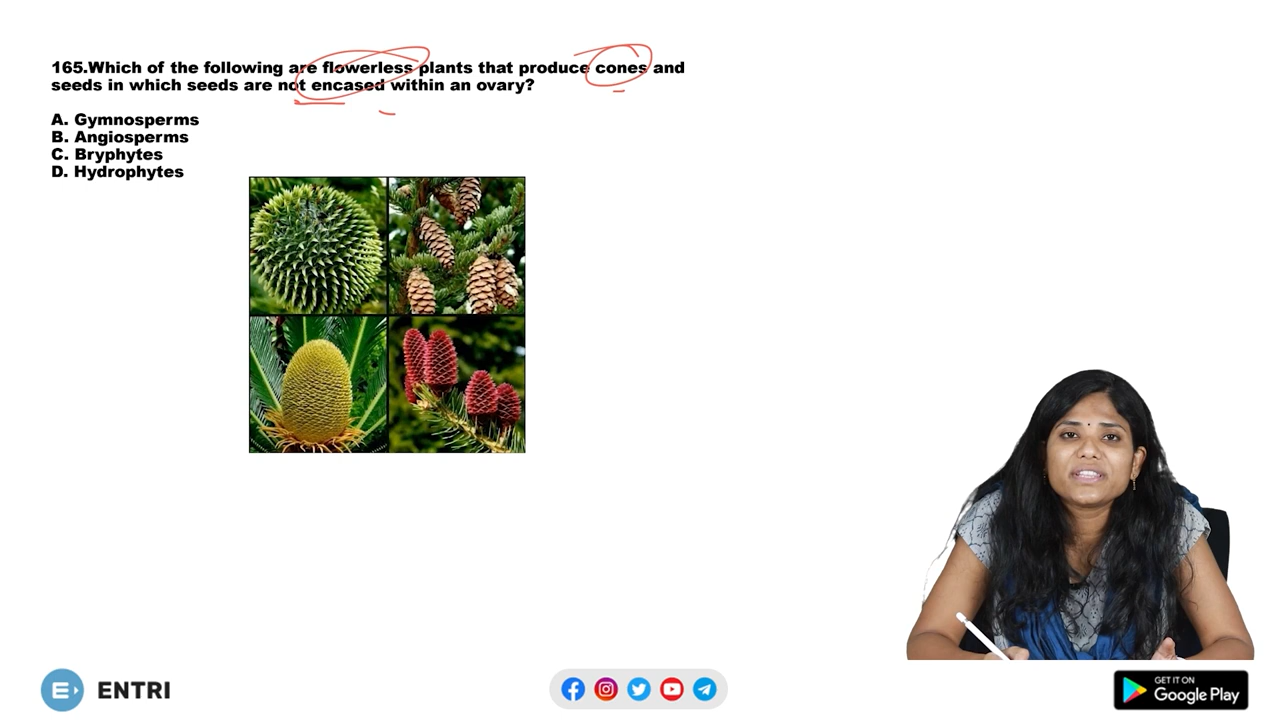 165.Which of the following are flowerless plants that produce cones and
seeds in which seeds are not encased within an ovary?
A. Gymnosperms
B. Angiosperms
C. Bryphytes
D. Hydrophytes
E
ENTRI
GET IT ON
Google Play